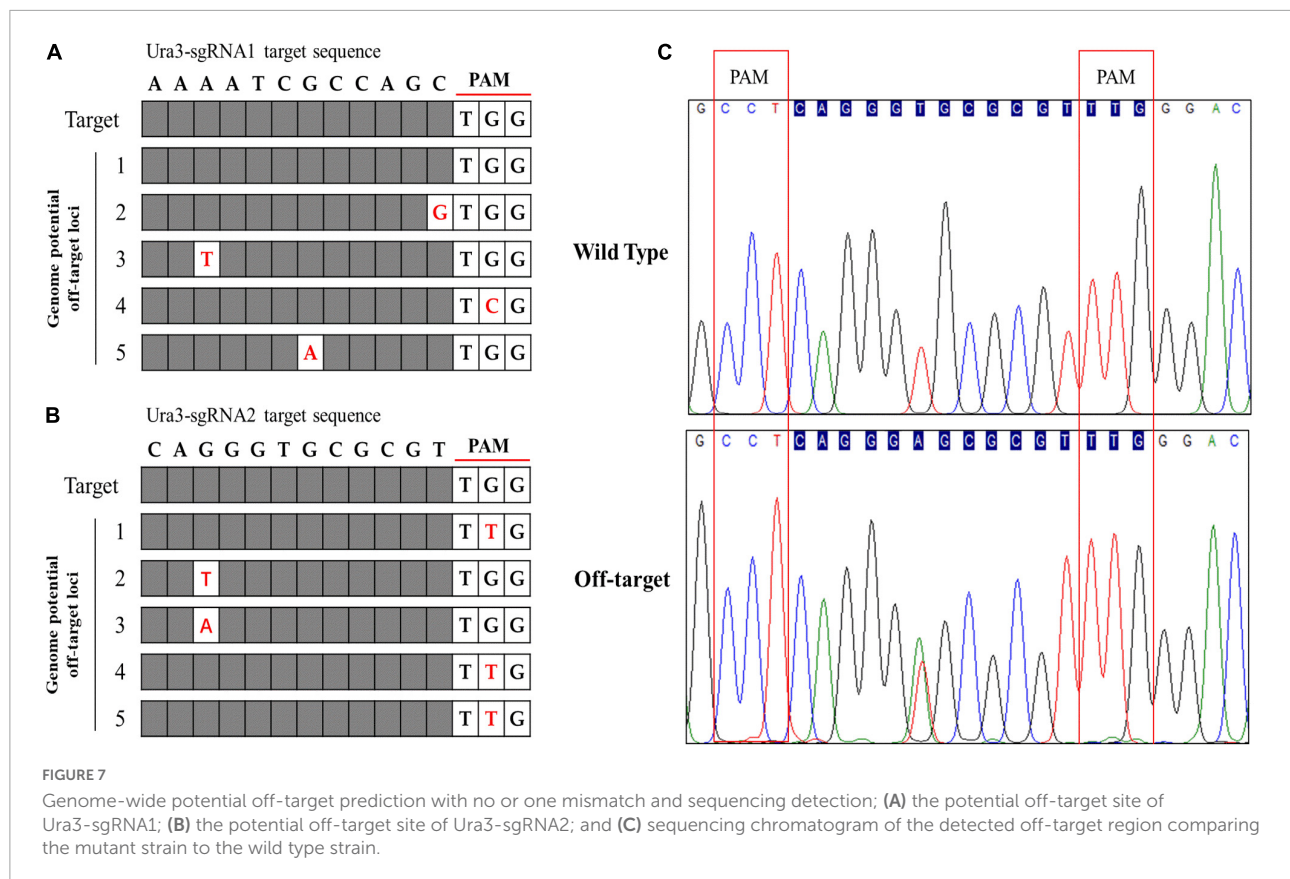 A
Ura3-sgRNA1 target sequence
A A A A T C G C C A G C PAM
Target T G G
Genome potential off-target loci
1 T G G
2 G T G G
3 T T G G
4 T C G
5 A T G G
B
Ura3-sgRNA2 target sequence
C A G G G T G C G C G T PAM
Target T G G
Genome potential off-target loci
1 T T G
2 T T G G
3 A T G G
4 T T G
5 T T G
C
PAM PAM
G C C T C A G G G T G C G C G T T T G G G A C
Wild Type
G C C T C A G G G A G C G C G T T T G G G A C
Off-target
FIGURE 7
Genome-wide potential off-target prediction with no or one mismatch and sequencing detection; (A) the potential off-target site of
Ura3-sgRNA1; (B) the potential off-target site of Ura3-sgRNA2; and (C) sequencing chromatogram of the detected off-target region comparing
the mutant strain to the wild type strain.